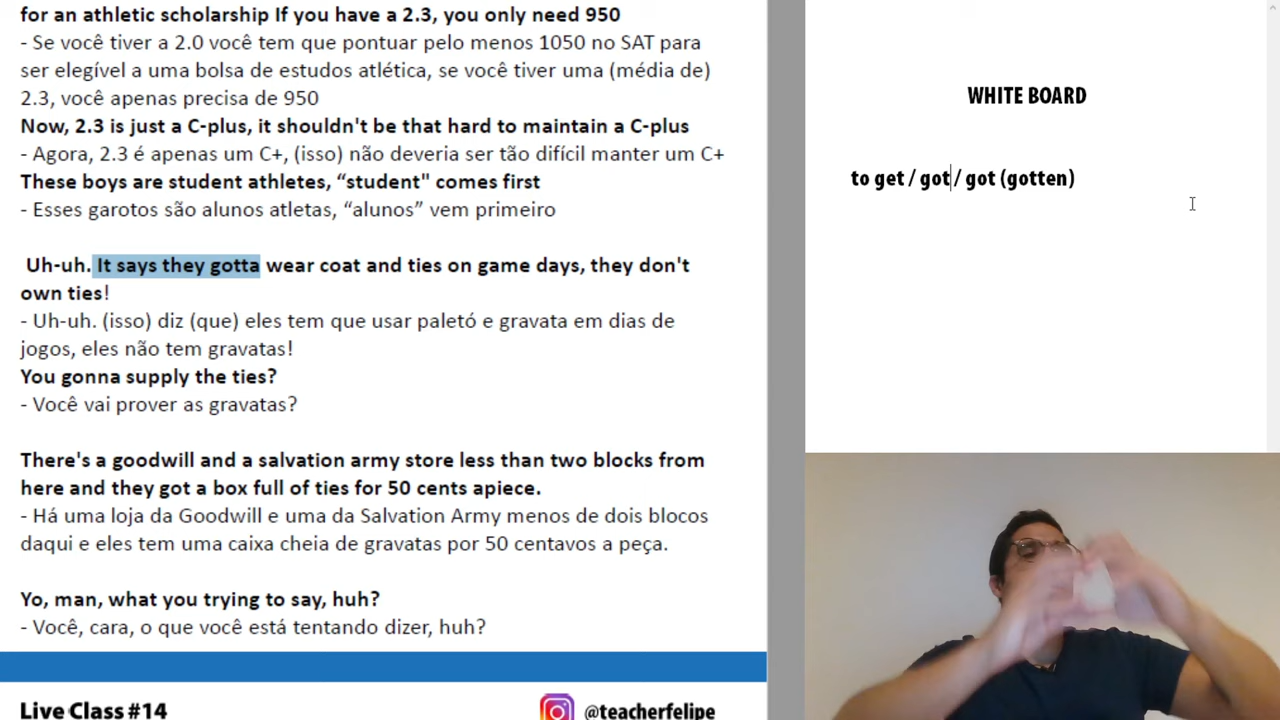 for an athletic scholarship If you have a 2.3, you only need 950
- Se você tiver a 2.0 você tem que pontuar pelo menos 1050 no SAT para
ser elegível a uma bolsa de estudos atlética, se você tiver uma (média de)
2.3, você apenas precisa de 950
Now, 2.3 is just a C-plus, it shouldn't be that hard to maintain a C-plus
- Agora, 2.3 é apenas um C+, (isso) não deveria ser tão difícil manter um C+
These boys are student athletes, “student" comes first
- Esses garotos são alunos atletas, “alunos” vem primeiro
Uh-uh. It says they gotta wear coat and ties on game days, they don't
own ties!
- Uh-uh. (isso) diz (que) eles tem que usar paletó e gravata em dias de
jogos, eles não tem gravatas!
You gonna supply the ties?
- Você vai prover as gravatas?
There's a goodwill and a salvation army store less than two blocks from
here and they got a box full of ties for 50 cents apiece.
- Há uma loja da Goodwill e uma da Salvation Army menos de dois blocos
daqui e eles tem uma caixa cheia de gravatas por 50 centavos a peça.
Yo, man, what you trying to say, huh?
- Você, cara, o que você está tentando dizer, huh?
Live Class #14
@teacherfelipe
WHITE BOARD
to get / got / got (gotten)